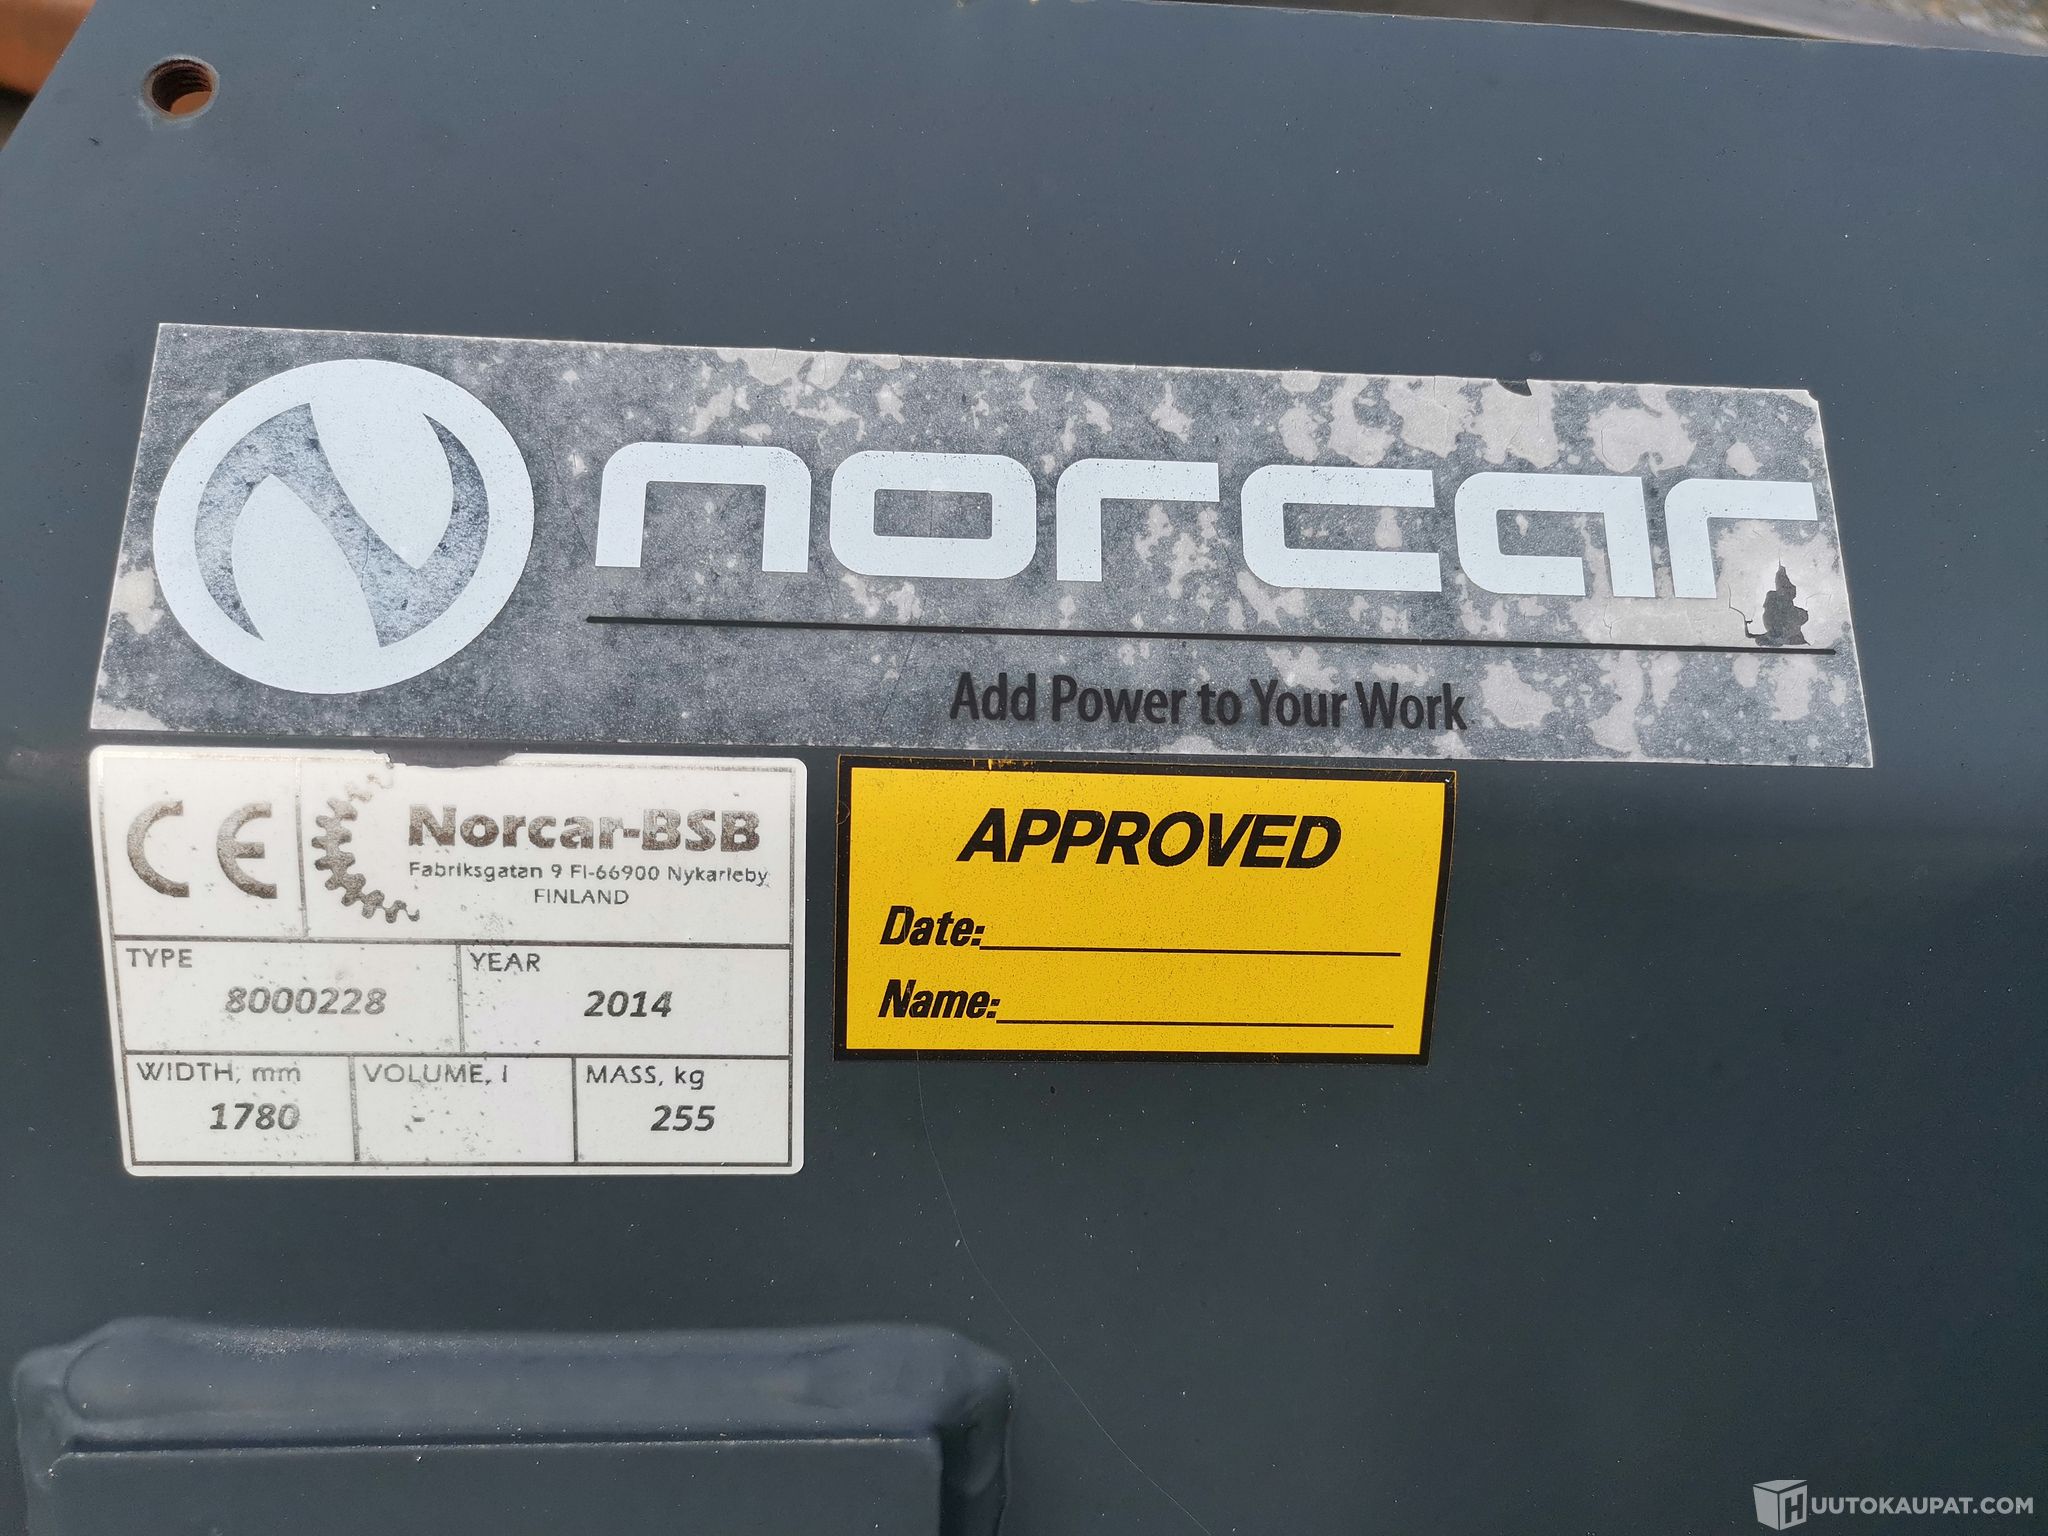 norcar
Add Power to Your Work
CE
Norcar-BSB
Fabriksgatan 9 FI-66900 Nykarleby
FINLAND
TYPE
8000228
YEAR
2014
WIDTH, mm
1780
VOLUME, l
-
MASS, kg
255
APPROVED
Date:
Name:
HUUTOKAUPAT.COM